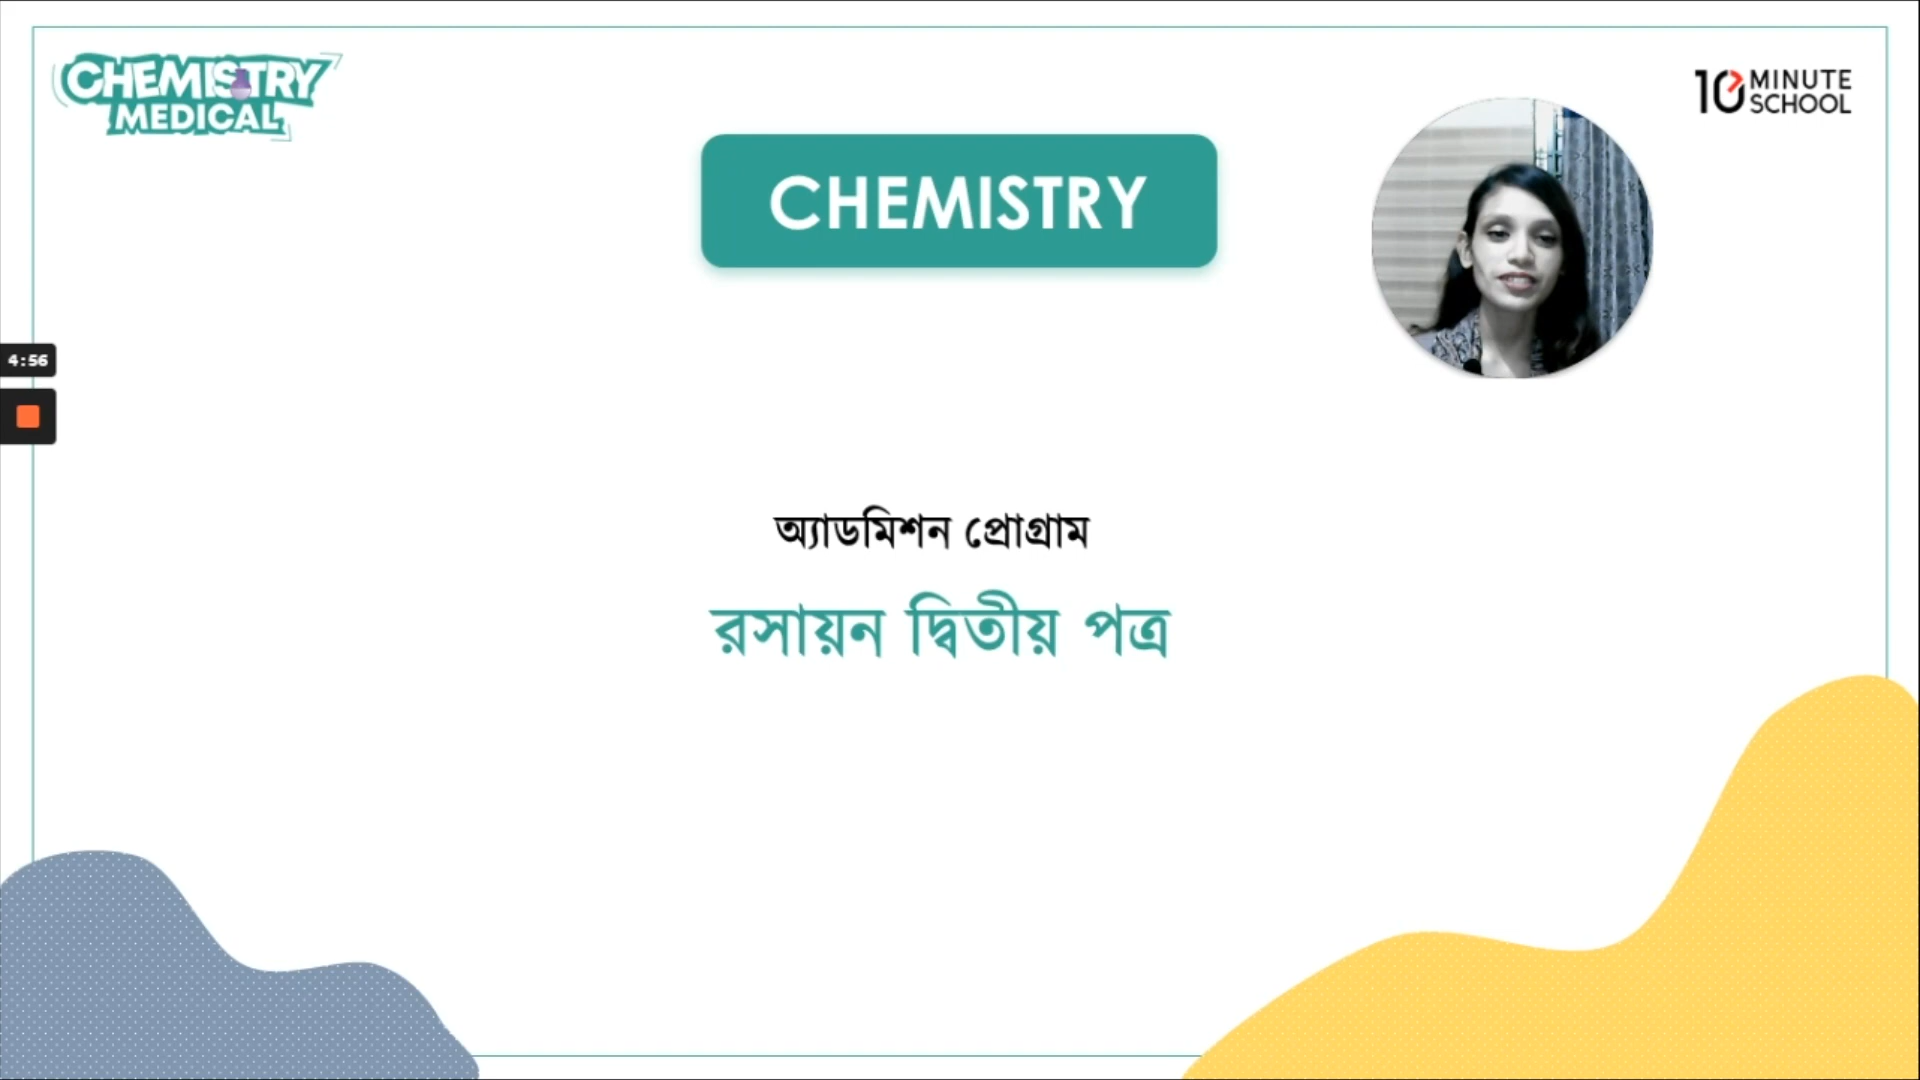 CHEMISTRY
MEDICAL
10 MINUTE
SCHOOL
CHEMISTRY
4:56
অ্যাডমিশন প্রোগ্রাম
রসায়ন দ্বিতীয় পত্র